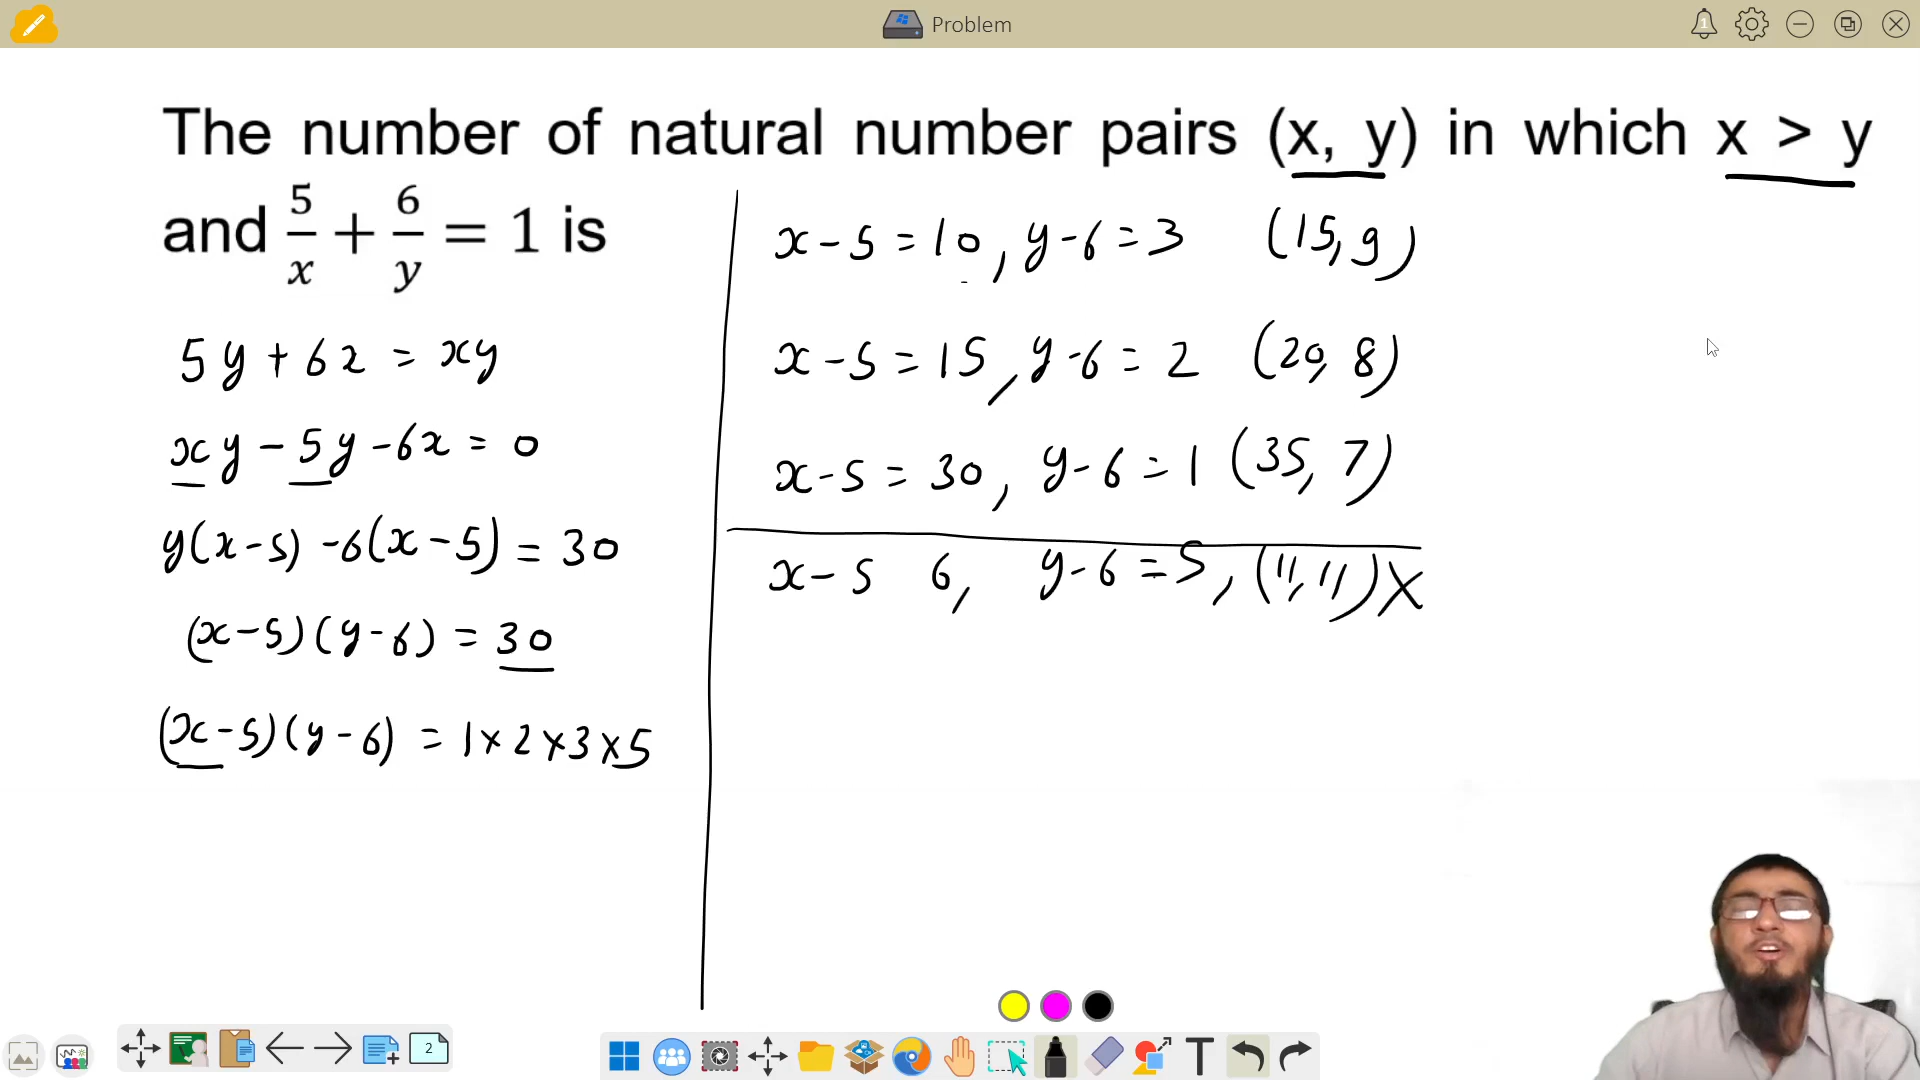 Problem
1
The number of natural number pairs (x, y) in which x > y
and 5/x + 6/y = 1 is
5y + 6x = xy
xy - 5y - 6x = 0
y(x-5) - 6(x-5) = 30
(x-5)(y-6) = 30
(x-5)(y-6) = 1×2×3×5
x-5 = 10, y-6 = 3 (15, 9)
x-5 = 15, y-6 = 2 (20, 8)
x-5 = 30, y-6 = 1 (35, 7)
x-5 6, y-6 = 5, (11, 11) X
2
T